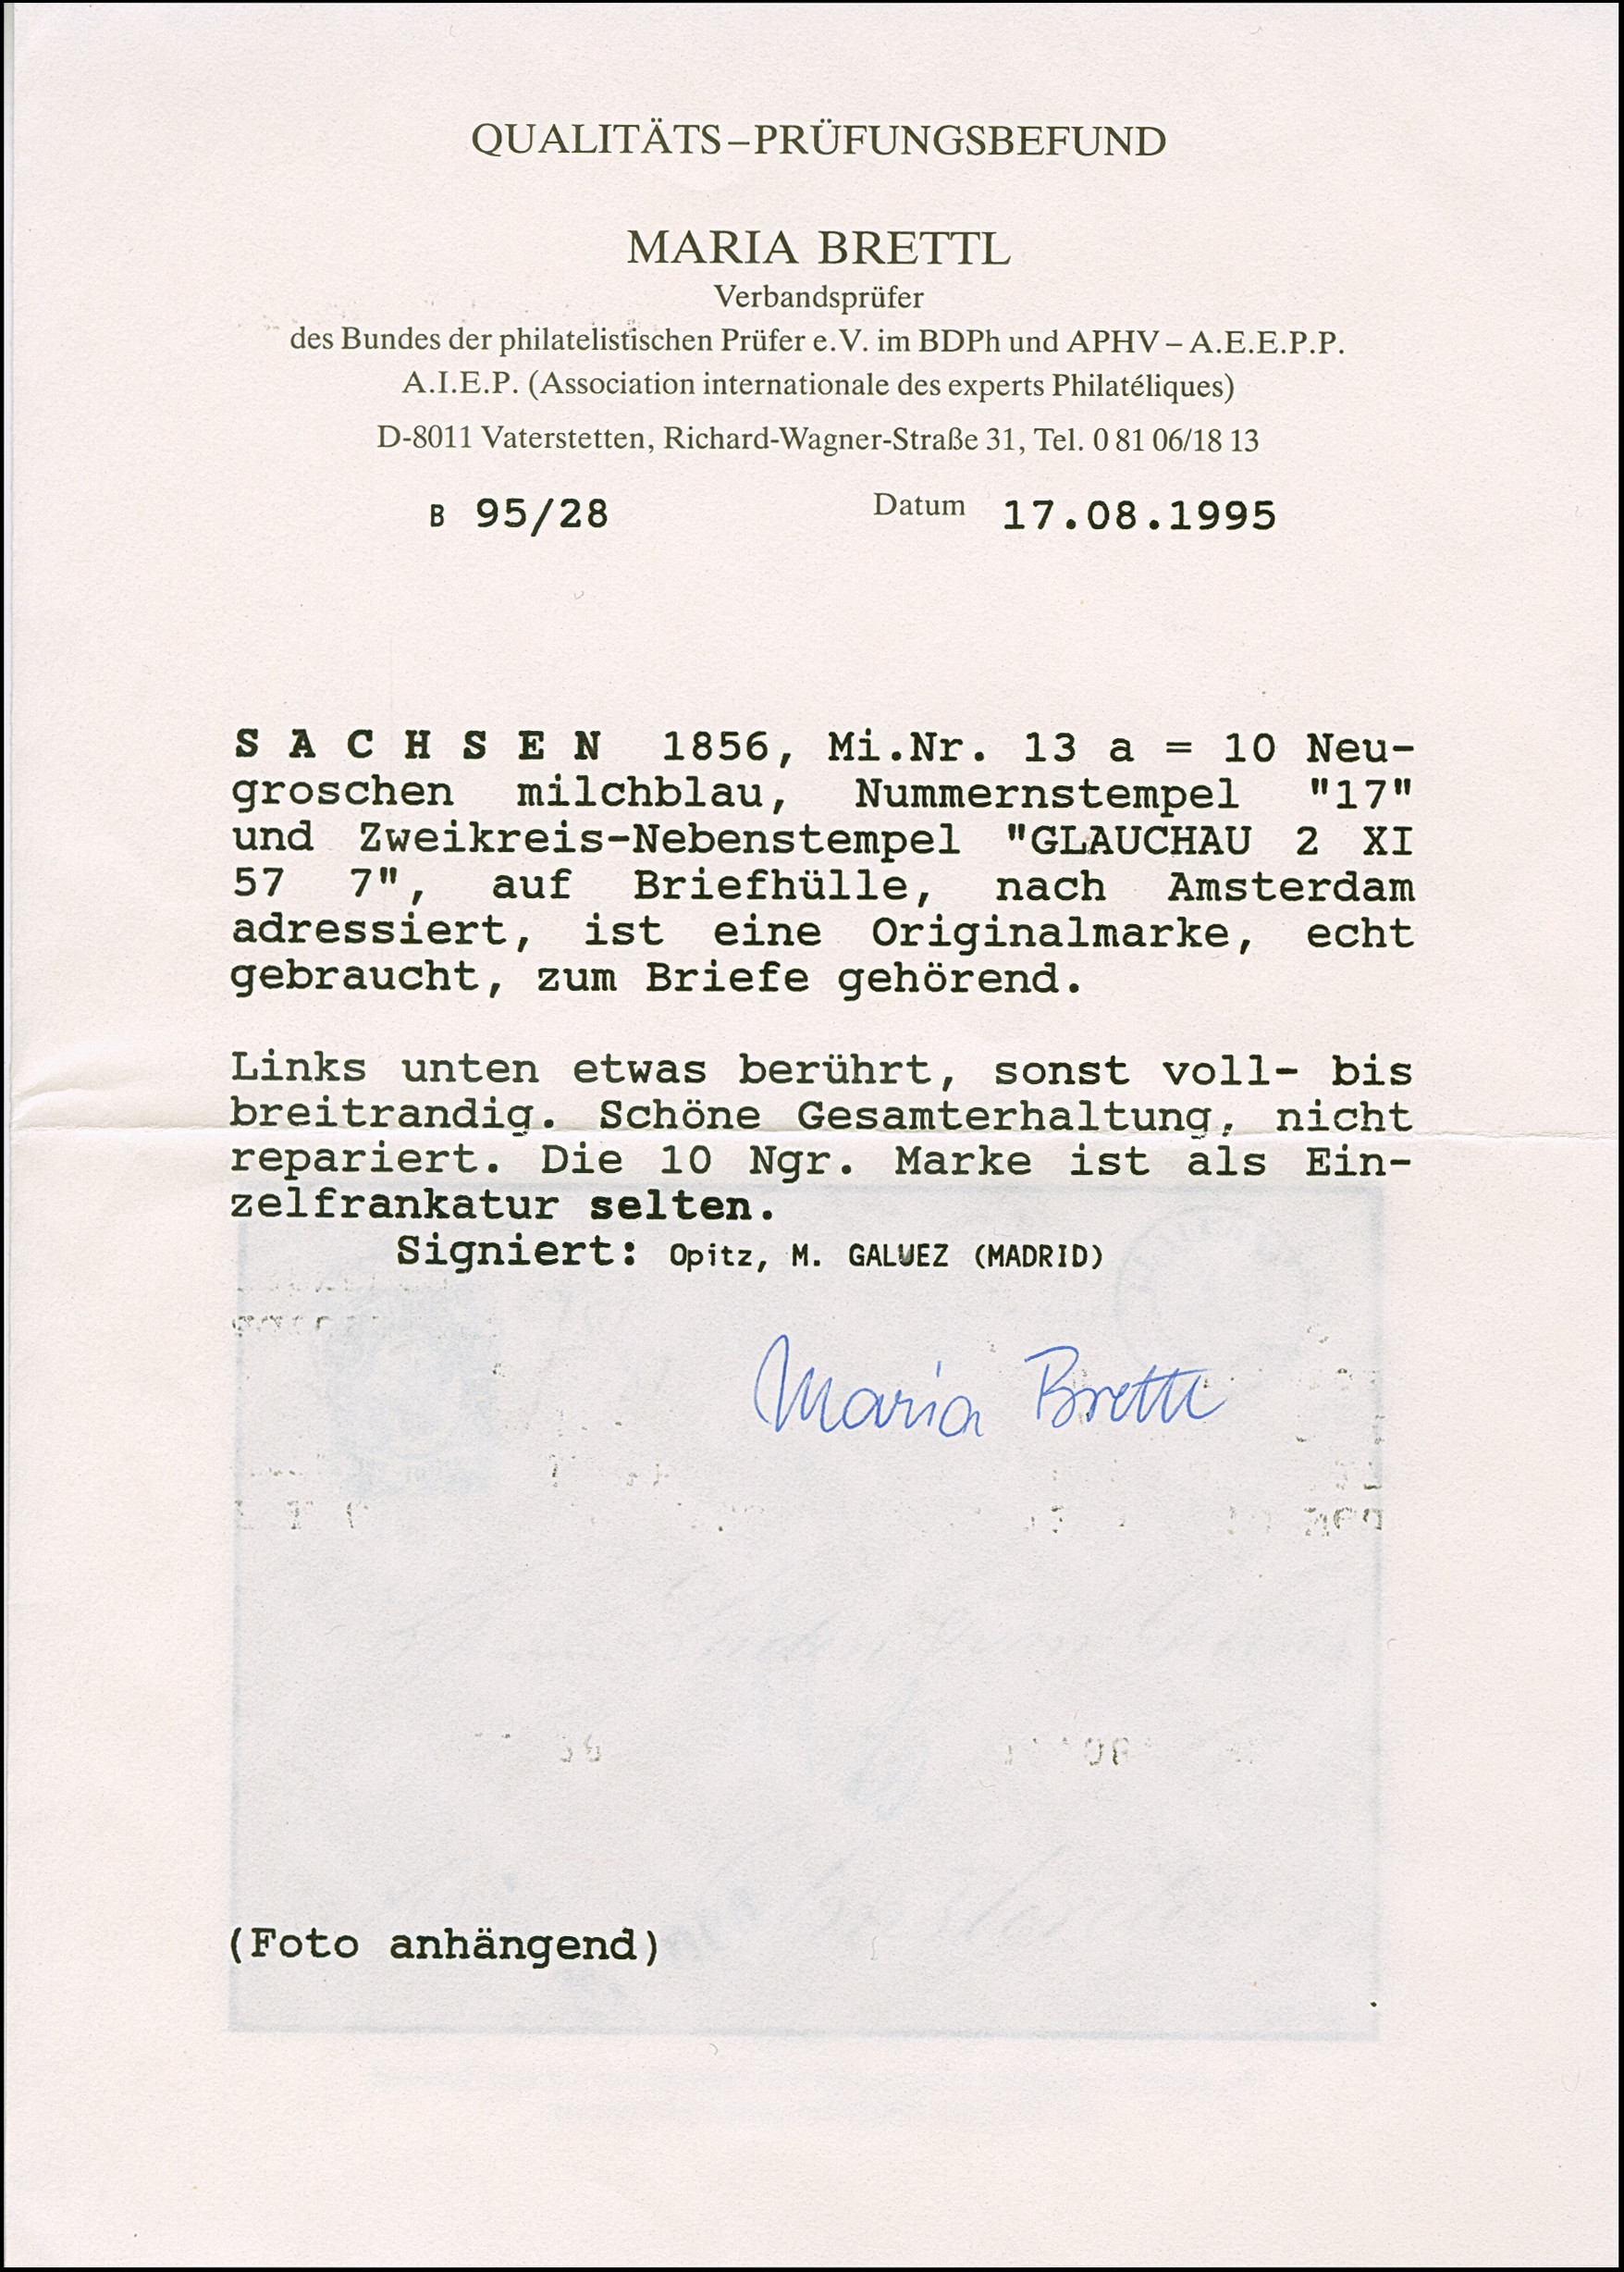 QUALITÄTS–PRÜFUNGSBEFUND
MARIA BRETTL
Verbandsprüfer
des Bundes der philatelistischen Prüfer e.V. im BDPh und APHV – A.E.E.P.P.
A.I.E.P. (Association internationale des experts Philatéliques)
D-8011 Vaterstetten, Richard-Wagner-Straße 31, Tel. 0 81 06/18 13
B 95/28 Datum 17.08.1995
S A C H S E N 1856, Mi.Nr. 13 a = 10 Neu-
groschen milchblau, Nummernstempel "17"
und Zweikreis-Nebenstempel "GLAUCHAU 2 XI
57 7", auf Briefhülle, nach Amsterdam
adressiert, ist eine Originalmarke, echt
gebraucht, zum Briefe gehörend.
Links unten etwas berührt, sonst voll- bis
breitrandig. Schöne Gesamterhaltung, nicht
repariert. Die 10 Ngr. Marke ist als Ein-
zelfrankatur selten.
Signiert: Opitz, M. GALVEZ (MADRID)
Maria Brettl
(Foto anhängend)